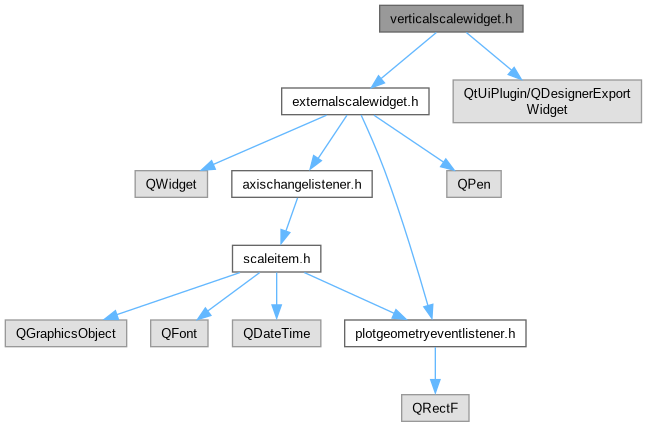 verticalscalewidget.h
externalscalewidget.h
QtUiPlugin/QDesignerExport
Widget
QWidget
axischangelistener.h
QPen
scaleitem.h
QGraphicsObject
QFont
QDateTime
plotgeometryeventlistener.h
QRectF